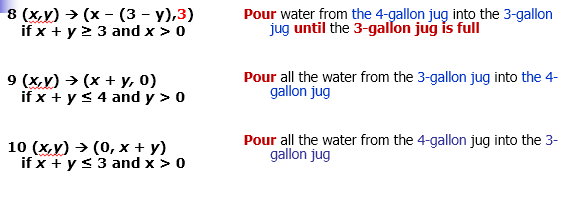 8 (x,y) → (x – (3 – y),3) Pour water from the 4-gallon jug into the 3-gallon
if x + y ≥ 3 and x > 0 jug until the 3-gallon jug is full
9 (x,y) → (x + y, 0) Pour all the water from the 3-gallon jug into the 4-
if x + y ≤ 4 and y > 0 gallon jug
10 (x,y) → (0, x + y) Pour all the water from the 4-gallon jug into the 3-
if x + y ≤ 3 and x > 0 gallon jug